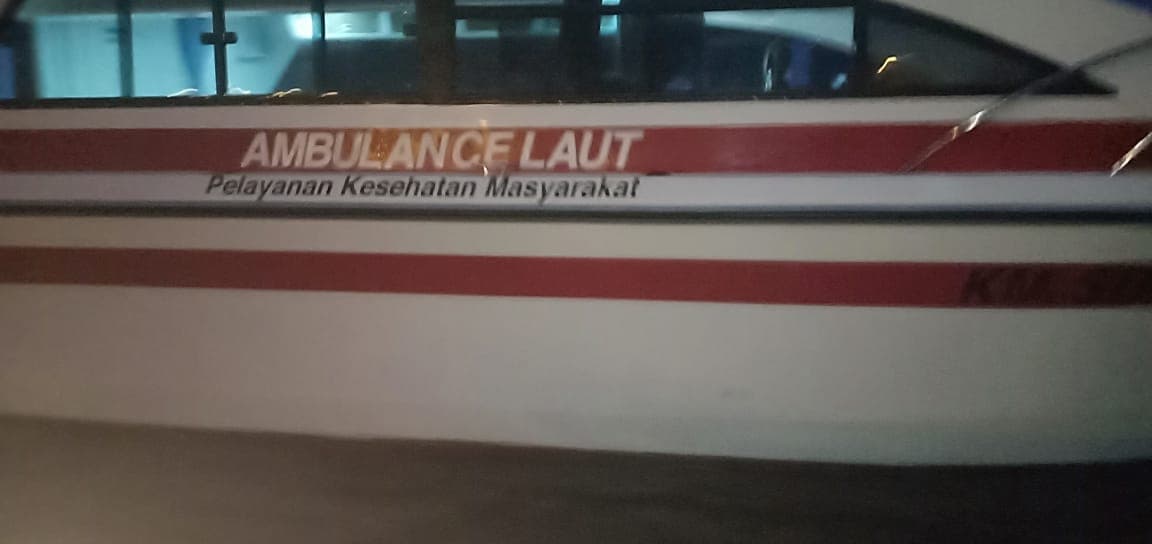 AMBULANCE LAUT
Pelayanan Kesehatan Masyarakat